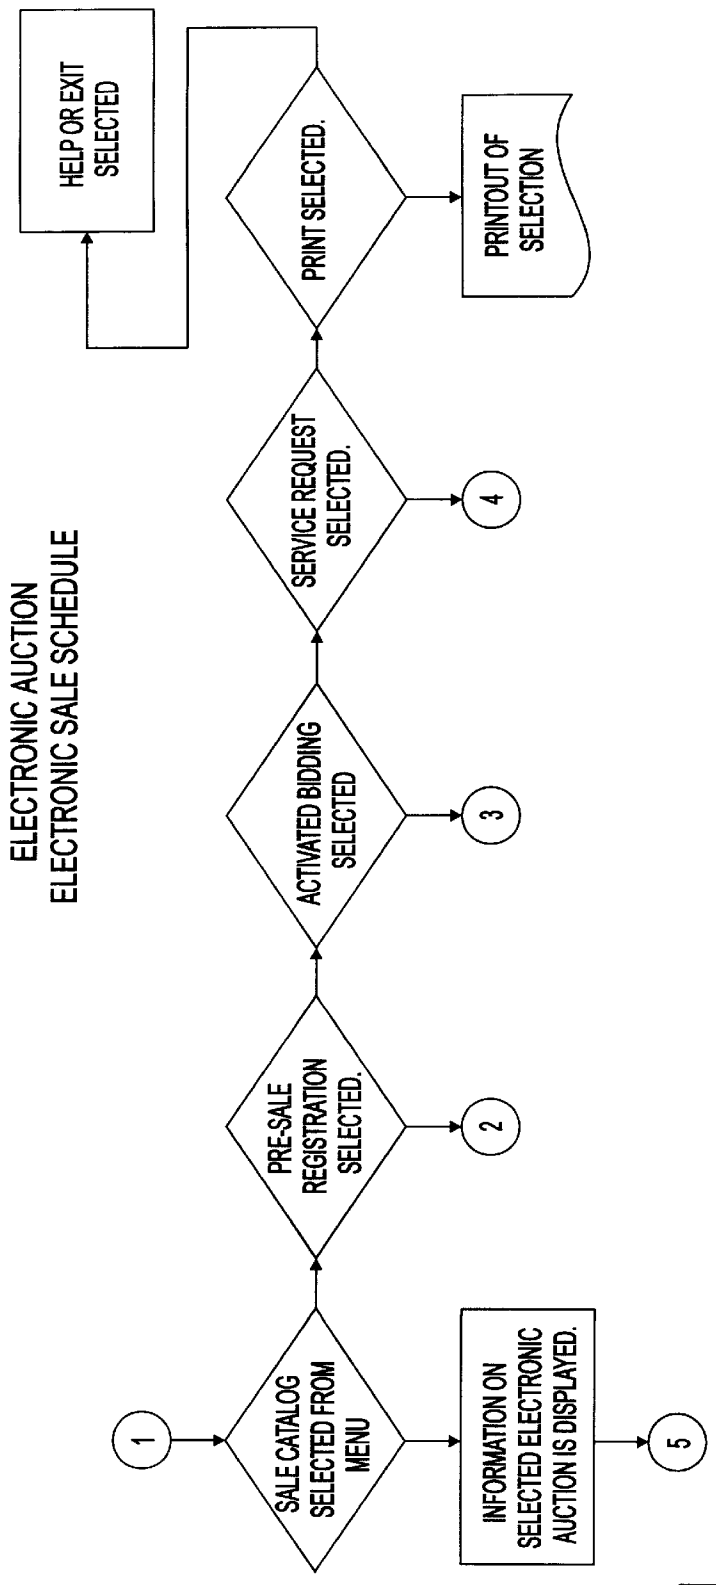 ELECTRONIC AUCTION
ELECTRONIC SALE SCHEDULE
1
SALE CATALOG
SELECTED FROM
MENU
PRE-SALE
REGISTRATION
SELECTED.
ACTIVATED BIDDING
SELECTED
SERVICE REQUEST
SELECTED.
PRINT SELECTED.
HELP OR EXIT
SELECTED
INFORMATION ON
SELECTED ELECTRONIC
AUCTION IS DISPLAYED.
2
3
4
PRINTOUT OF
SELECTION
5